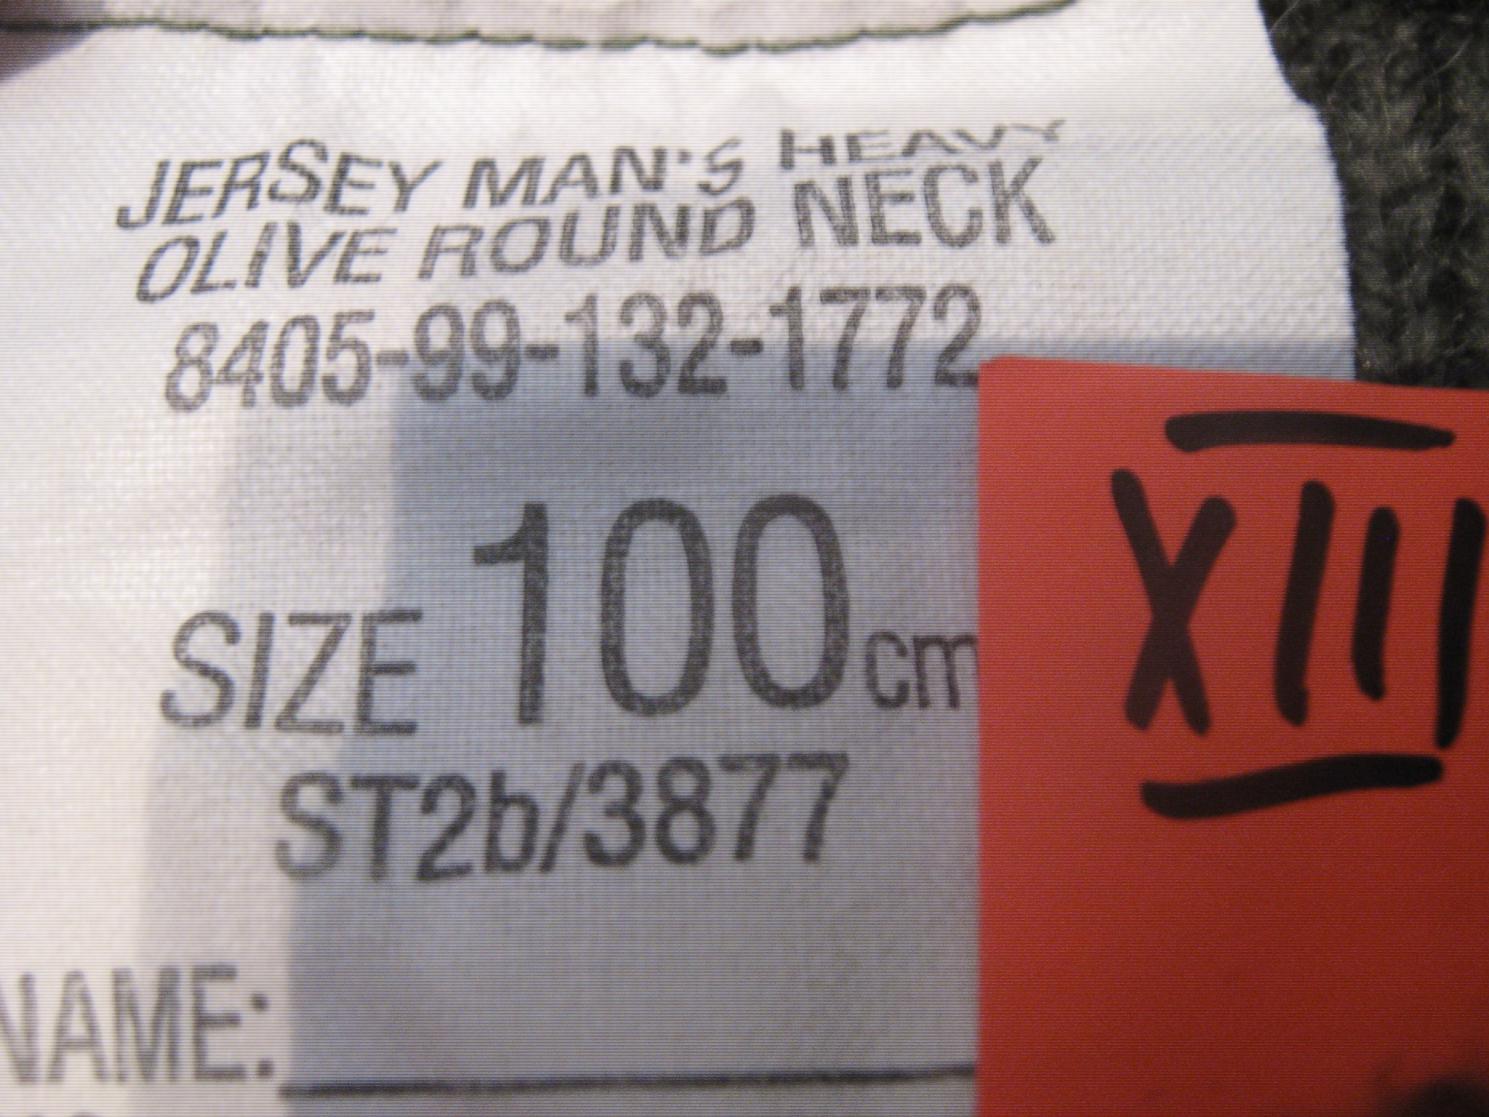 JERSEY MAN'S HEAVY
OLIVE ROUND NECK
8405-99-132-1772
SIZE 100cm
XIII
ST2b/3877
NAME: